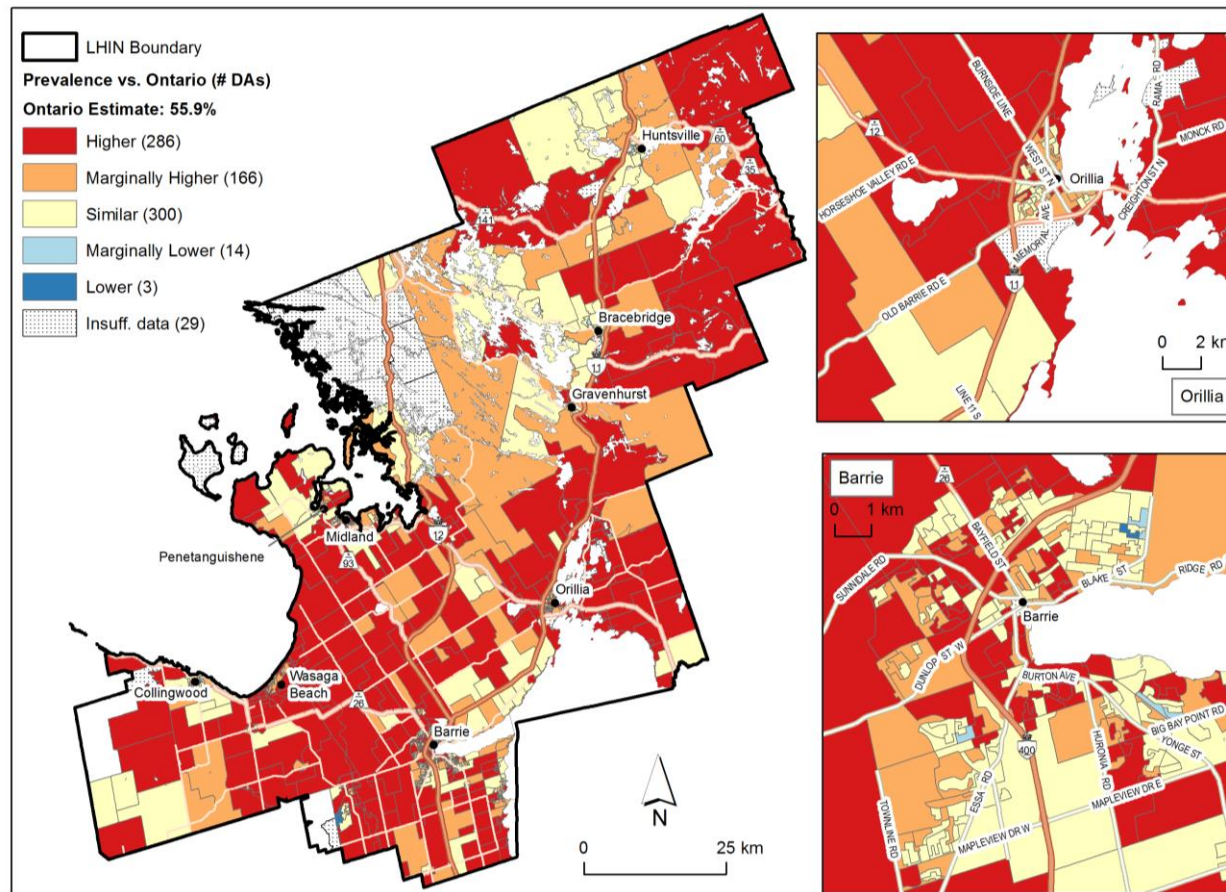 LHIN Boundary
Prevalence vs. Ontario (# DAs)
Ontario Estimate: 55.9%
Higher (286)
Marginally Higher (166)
Similar (300)
Marginally Lower (14)
Lower (3)
Insuff. data (29)
Huntsville
60
35
141
Bracebridge
11
Gravenhurst
Penetanguishene
Midland
12
93
Orillia
Collingwood
Wasaga
Beach
26
Barrie
N
0 25 km
BURNSIDE LINE
RAMA RD
12
MONCK RD
WEST ST N
Orillia
HORSESHOE VALLEY RD E
CREIGHTON ST N
MEMORIAL AVE
11
OLD BARRIE RD E
LINE 11 S
0 2 km
Orillia
Barrie
0 1 km
26
BAYFIELD ST
SUNNIDALE RD
BLAKE ST
RIDGE RD
Barrie
DUNLOP ST W
BURTON AVE
BIG BAY POINT RD
YONGE ST
400
HURONIA RD
ESSA RD
MAPLEVIEW DR E
TOWNLINE RD
MAPLEVIEW DR W